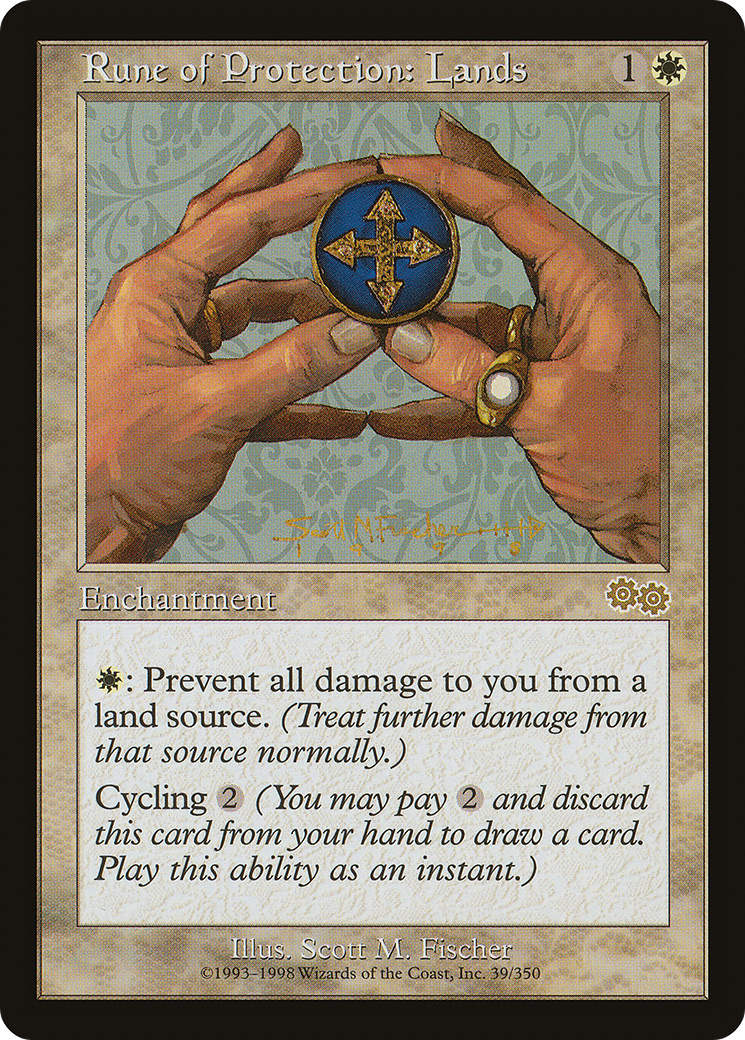 Rune of Protection: Lands 1
Scott M. Fischer
Enchantment
: Prevent all damage to you from a
land source. (Treat further damage from
that source normally.)
Cycling 2 (You may pay 2 and discard
this card from your hand to draw a card.
Play this ability as an instant.)
Illus. Scott M. Fischer
©1993–1998 Wizards of the Coast, Inc. 39/350